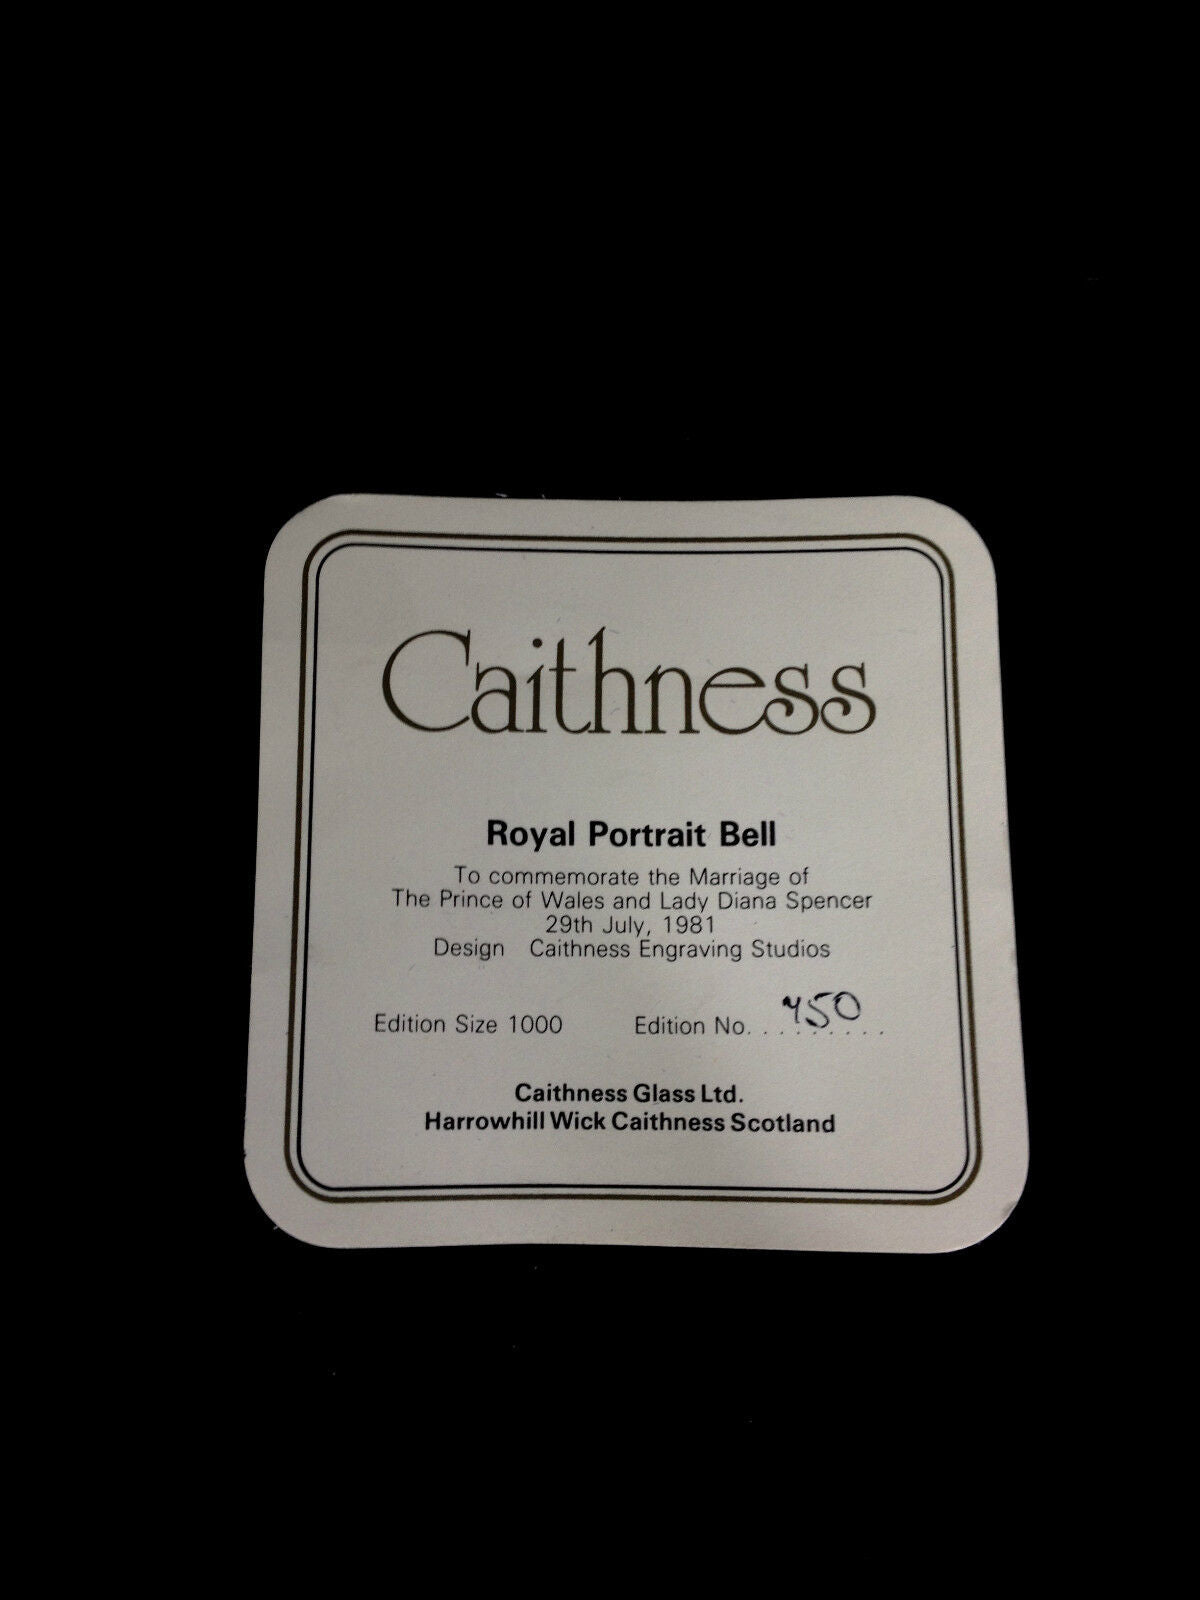 Caithness
Royal Portrait Bell
To commemorate the Marriage of
The Prince of Wales and Lady Diana Spencer
29th July, 1981
Design Caithness Engraving Studios
Edition Size 1000 Edition No. 450
Caithness Glass Ltd.
Harrowhill Wick Caithness Scotland